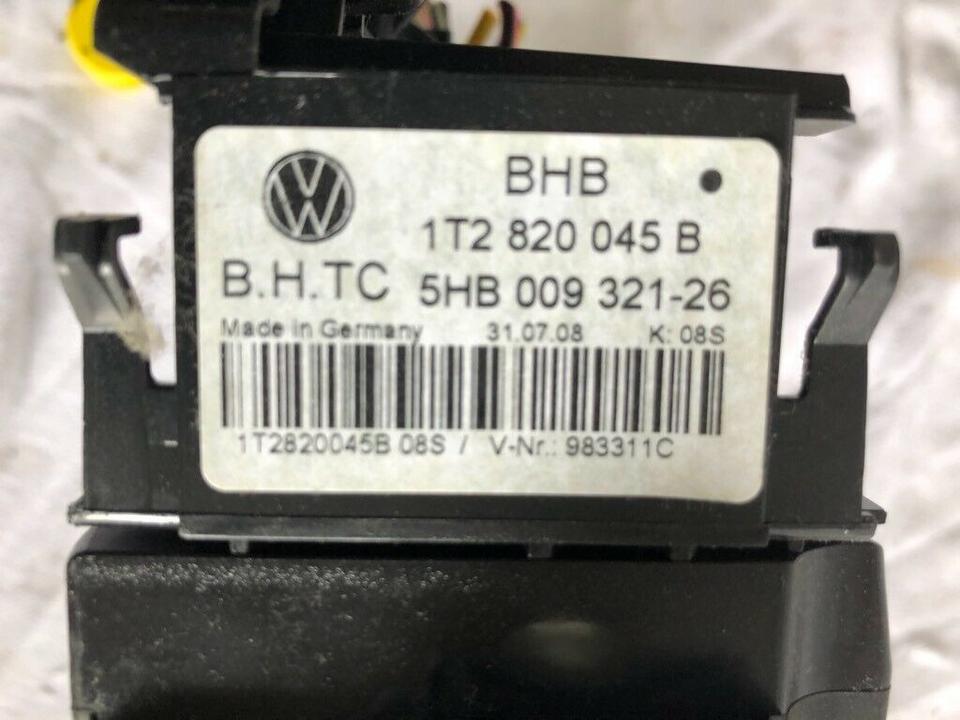 BHB
1T2 820 045 B
B.H.TC 5HB 009 321-26
Made in Germany 31.07.08 K: 08S
1T2820045B 08S / V-Nr.: 983311C